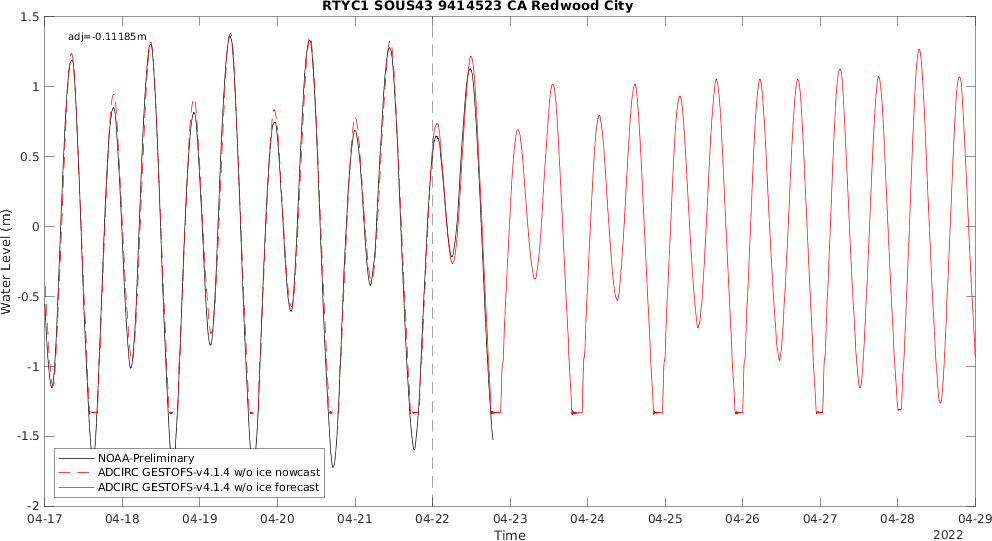 RTYC1 SOUS43 9414523 CA Redwood City
adj=-0.11185m
Water Level (m)
1.5
1
0.5
0
-0.5
-1
-1.5
-2
NOAA-Preliminary
ADCIRC GESTOFS-v4.1.4 w/o ice nowcast
ADCIRC GESTOFS-v4.1.4 w/o ice forecast
04-17 04-18 04-19 04-20 04-21 04-22 04-23 04-24 04-25 04-26 04-27 04-28 04-29
Time
2022